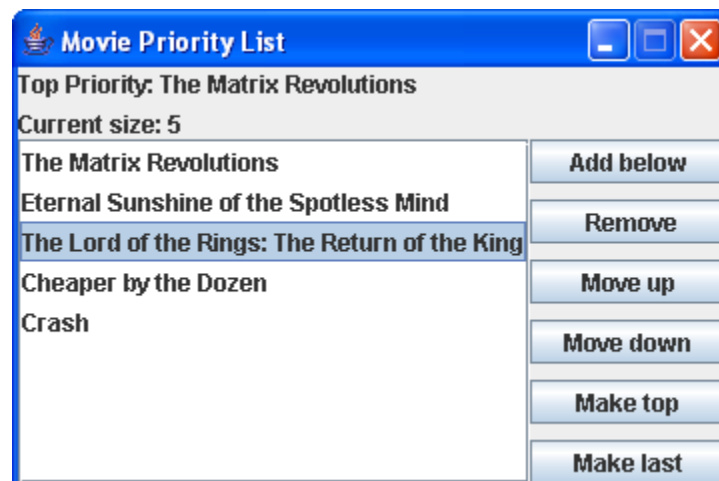 Movie Priority List
Top Priority: The Matrix Revolutions
Current size: 5
The Matrix Revolutions
Eternal Sunshine of the Spotless Mind
The Lord of the Rings: The Return of the King
Cheaper by the Dozen
Crash
Add below
Remove
Move up
Move down
Make top
Make last